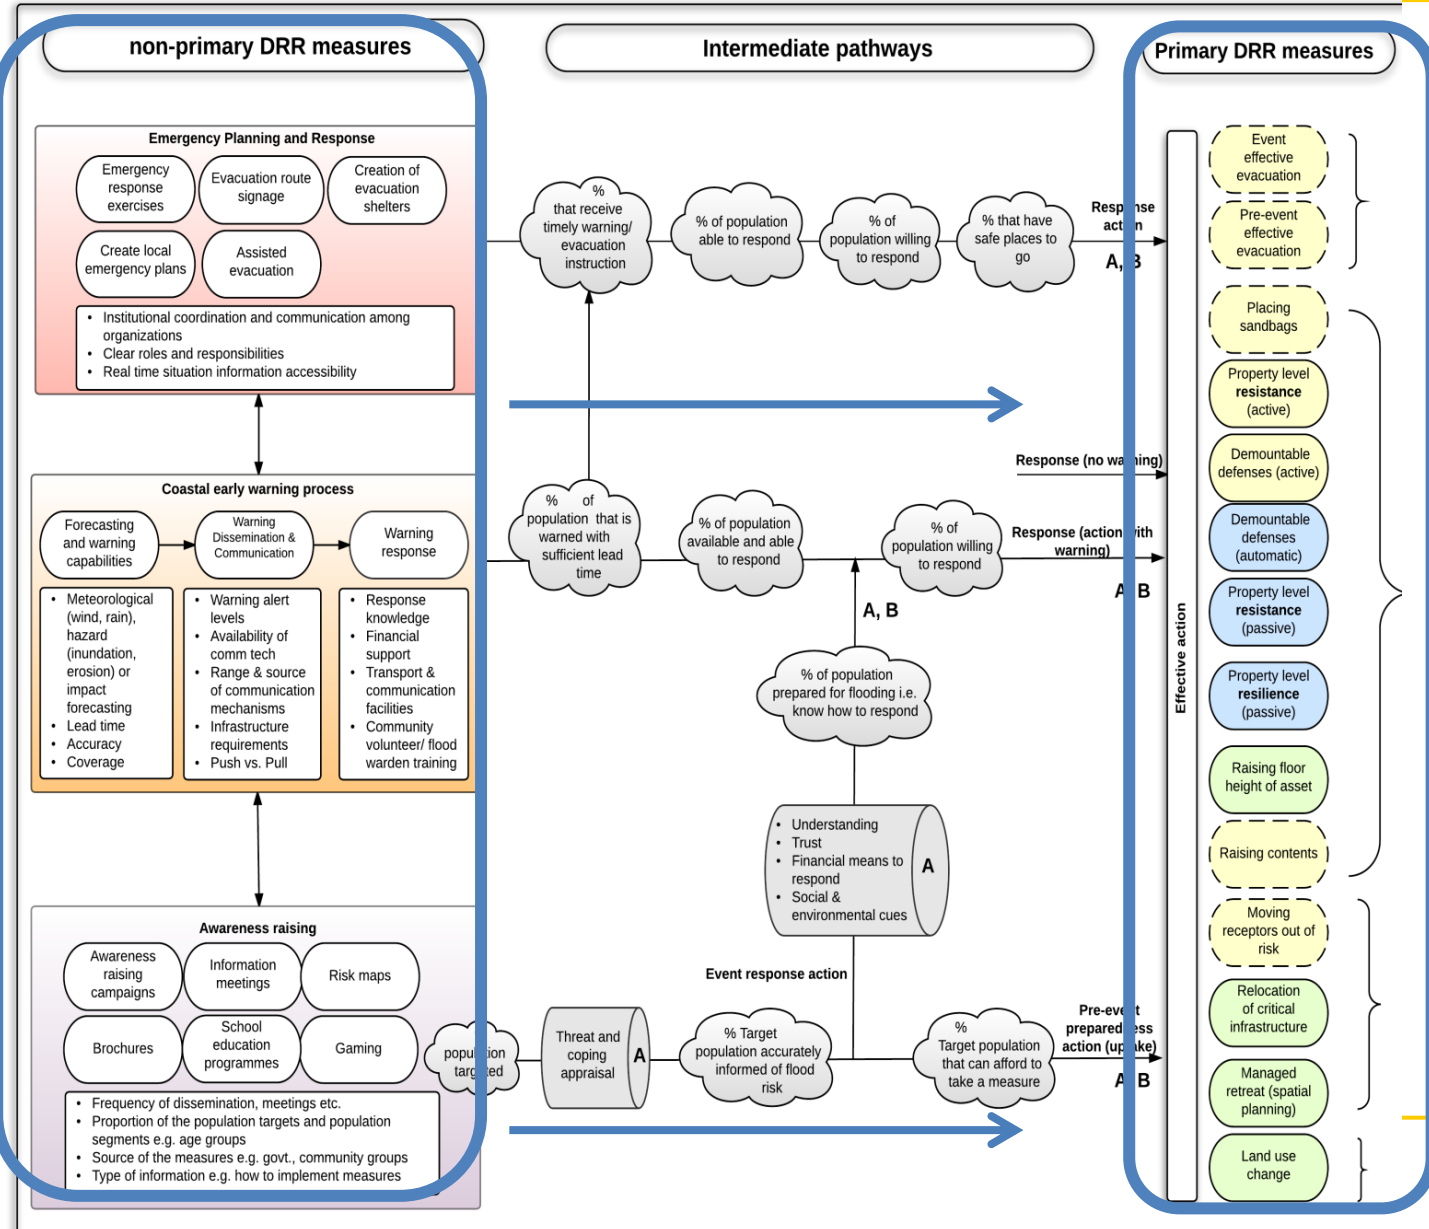 non-primary DRR measures
Intermediate pathways
Primary DRR measures
Emergency Planning and Response
Emergency
response
exercises
Evacuation route
signage
Creation of
evacuation
shelters
Create local
emergency plans
Assisted
evacuation
• Institutional coordination and communication among
organizations
• Clear roles and responsibilities
• Real time situation information accessibility
%
that receive
timely warning/
evacuation
instruction
% of population
able to respond
% of
population willing
to respond
% that have
safe places to
go
Response
action
A, B
Coastal early warning process
Forecasting
and warning
capabilities
Warning
Dissemination &
Communication
Warning
response
• Meteorological
(wind, rain),
hazard
(inundation,
erosion) or
impact
forecasting
• Lead time
• Accuracy
• Coverage
• Warning alert
levels
• Availability of
comm tech
• Range & source
of communication
mechanisms
• Infrastructure
requirements
• Push vs. Pull
• Response
knowledge
• Financial
support
• Transport &
communication
facilities
• Community
volunteer/ flood
warden training
% of
population that is
warned with
sufficient lead
time
% of population
available and able
to respond
% of
population willing
to respond
Response (no warning)
Response (action with
warning)
A, B
A, B
% of population
prepared for flooding i.e.
know how to respond
• Understanding
• Trust
• Financial means to
respond
• Social &
environmental cues
A
Event response action
Awareness raising
Awareness
raising
campaigns
Information
meetings
Risk maps
Brochures
School
education
programmes
Gaming
• Frequency of dissemination, meetings etc.
• Proportion of the population targets and population
segments e.g. age groups
• Source of the measures e.g. govt., community groups
• Type of information e.g. how to implement measures
population
targeted
Threat and
coping
appraisal
A
% Target
population accurately
informed of flood
risk
%
Target population
that can afford to
take a measure
Pre-event
preparedness
action (uptake)
A, B
Effective action
Event
effective
evacuation
Pre-event
effective
evacuation
Placing
sandbags
Property level
resistance
(active)
Demountable
defenses (active)
Demountable
defenses
(automatic)
Property level
resistance
(passive)
Property level
resilience
(passive)
Raising floor
height of asset
Raising contents
Moving
receptors out of
risk
Relocation
of critical
infrastructure
Managed
retreat (spatial
planning)
Land use
change